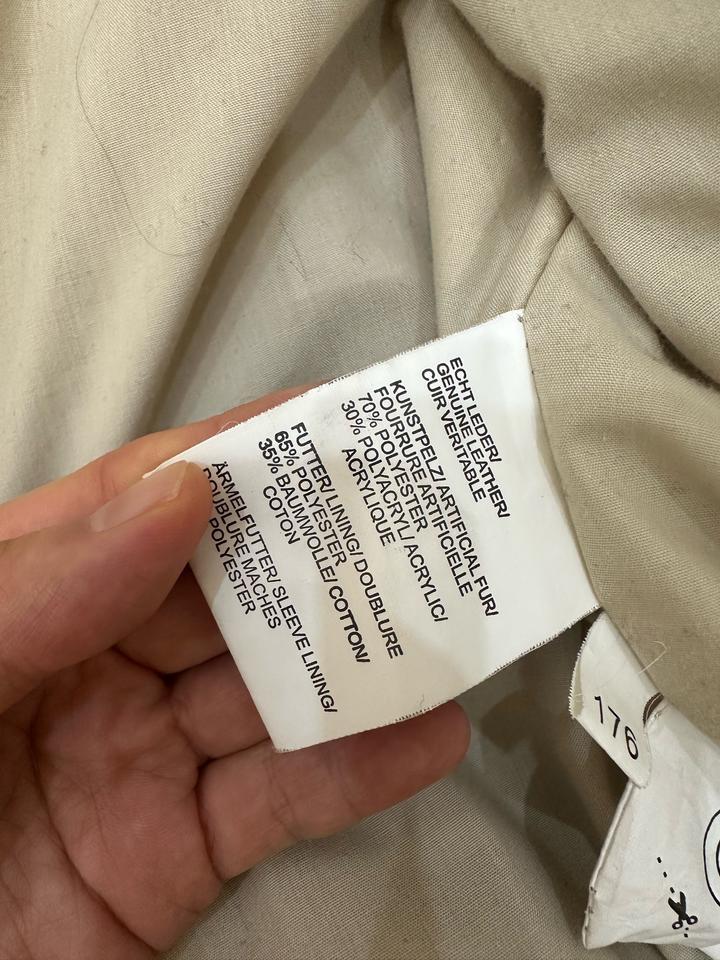 ECHT LEDER/
GENUINE LEATHER/
CUIR VERITABLE
KUNSTPELZ/ ARTIFICIAL FUR/
FOURRURE ARTIFICIELLE
70% POLYESTER
30% POLYACRYL/ ACRYLIC/
ACRYLIQUE
FUTTER/ LINING/ DOUBLURE
65% POLYESTER
35% BAUMWOLLE/ COTTON/
COTON
ÄRMELFUTTER/ SLEEVE LINING/
DOUBLURE MACHES
POLYESTER
176